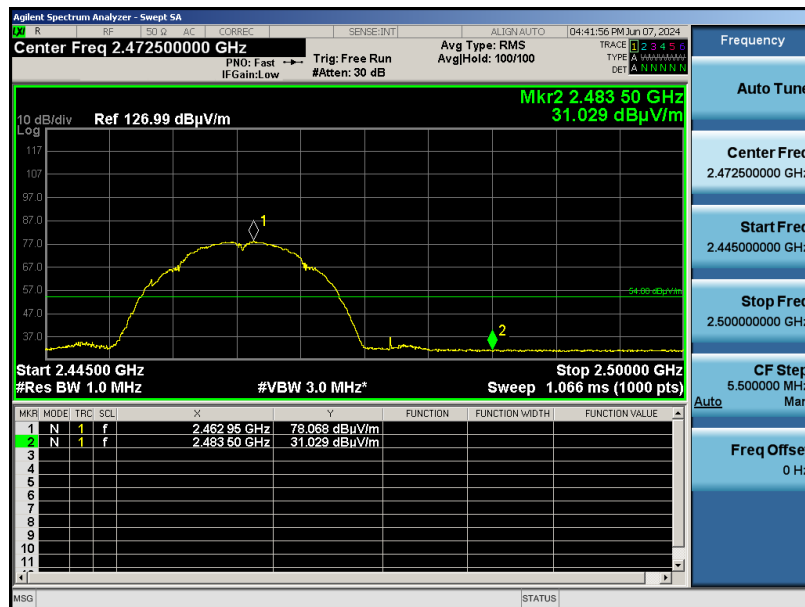 Agilent Spectrum Analyzer - Swept SA
LXI R RF 50 Ω AC CORREC SENSE:INT ALIGN AUTO 04:41:56 PM Jun 07, 2024
Center Freq 2.472500000 GHz
PNO: Fast
IFGain:Low
Trig: Free Run
#Atten: 30 dB
Avg Type: RMS
Avg|Hold: 100/100
TRACE 1 2 3 4 5 6
TYPE A WWWWW
DET A N N N N N
Mkr2 2.483 50 GHz
31.029 dBµV/m
10 dB/div Ref 126.99 dBµV/m
Log
117
107
97.0
87.0
77.0
67.0
57.0
47.0
37.0
1
54.00 dBµV/m
2
Start 2.44500 GHz Stop 2.50000 GHz
#Res BW 1.0 MHz #VBW 3.0 MHz* Sweep 1.066 ms (1000 pts)
MKR MODE TRC SCL X Y FUNCTION FUNCTION WIDTH FUNCTION VALUE
1 N 1 f 2.462 95 GHz 78.068 dBµV/m
2 N 1 f 2.483 50 GHz 31.029 dBµV/m
3
4
5
6
7
8
9
10
11
MSG STATUS
Frequency
Auto Tune
Center Freq
2.472500000 GHz
Start Freq
2.445000000 GHz
Stop Freq
2.500000000 GHz
CF Step
5.500000 MHz
Auto Man
Freq Offset
0 Hz